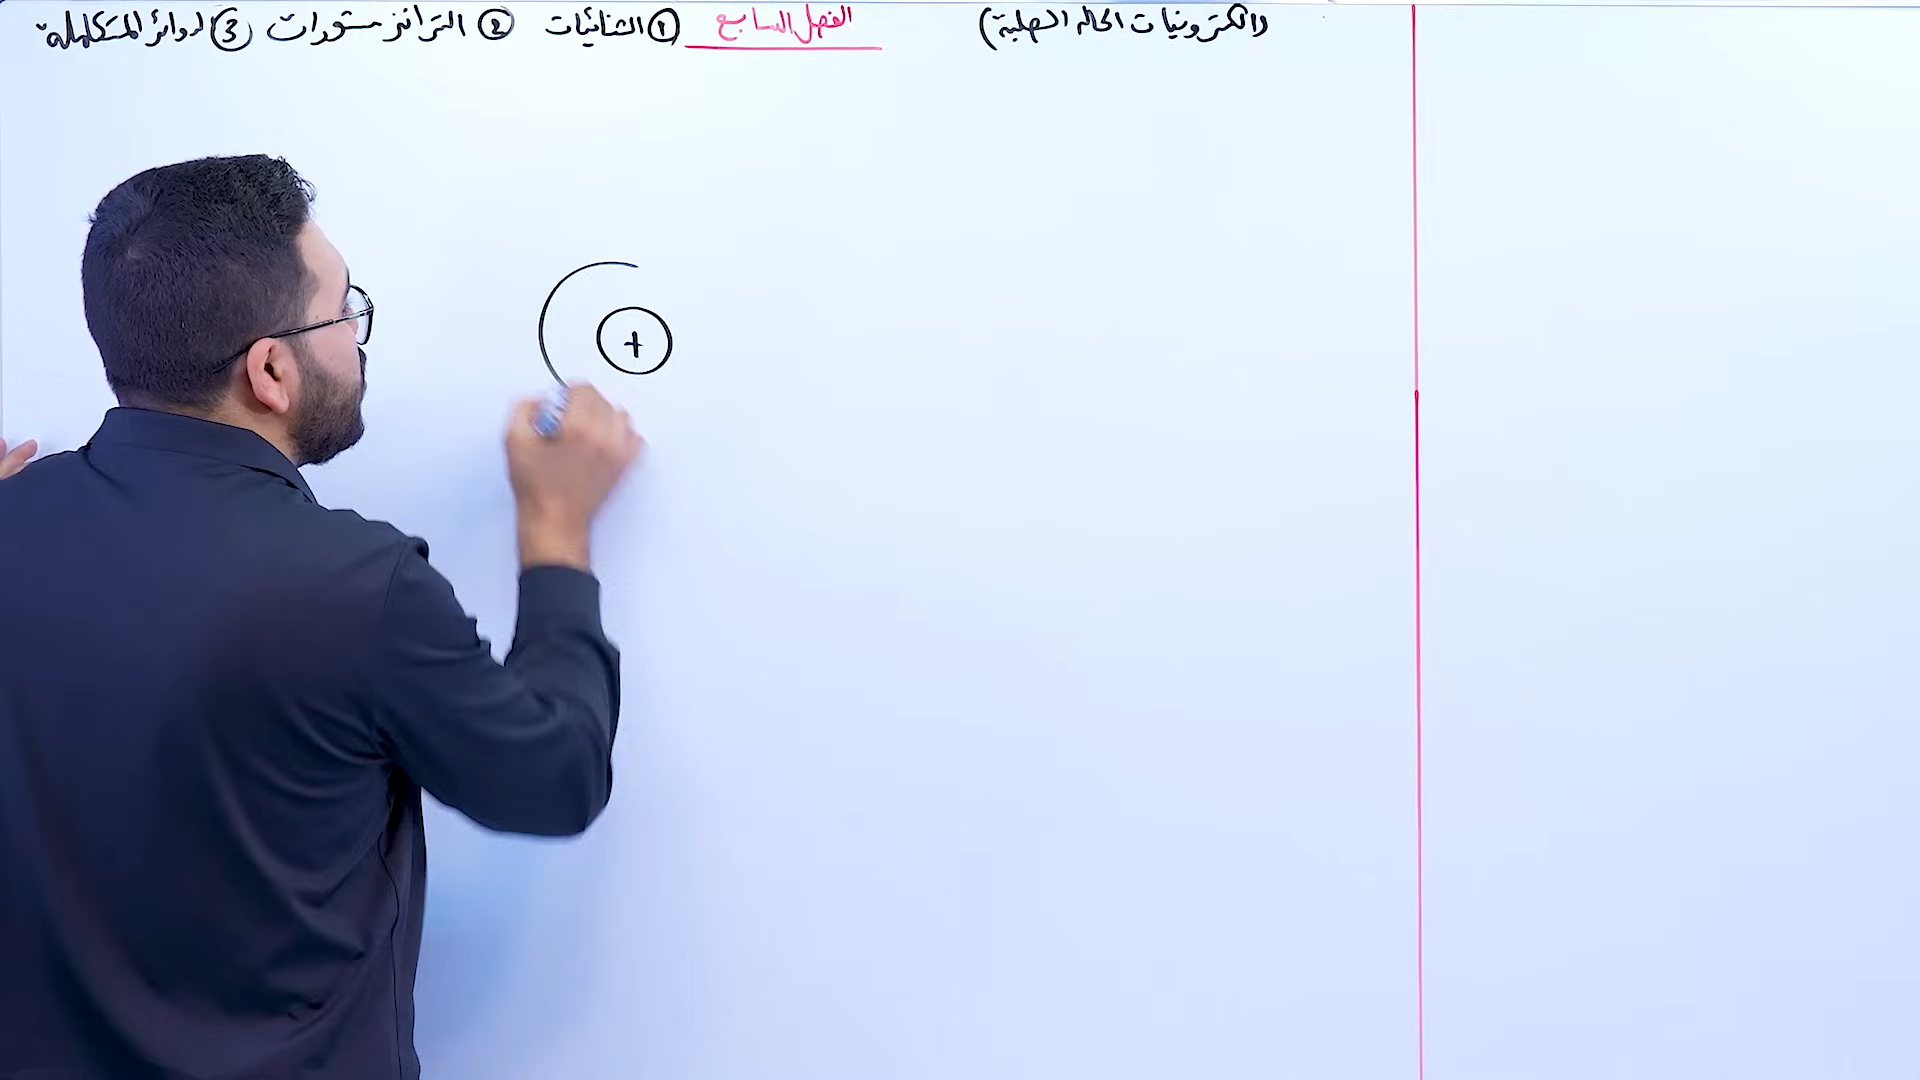 (الكترونيات الحالة الصلبة)
الفصل السابع ① الثنائيات ② الترانزستورات ③ الدوائر المتكاملة
+